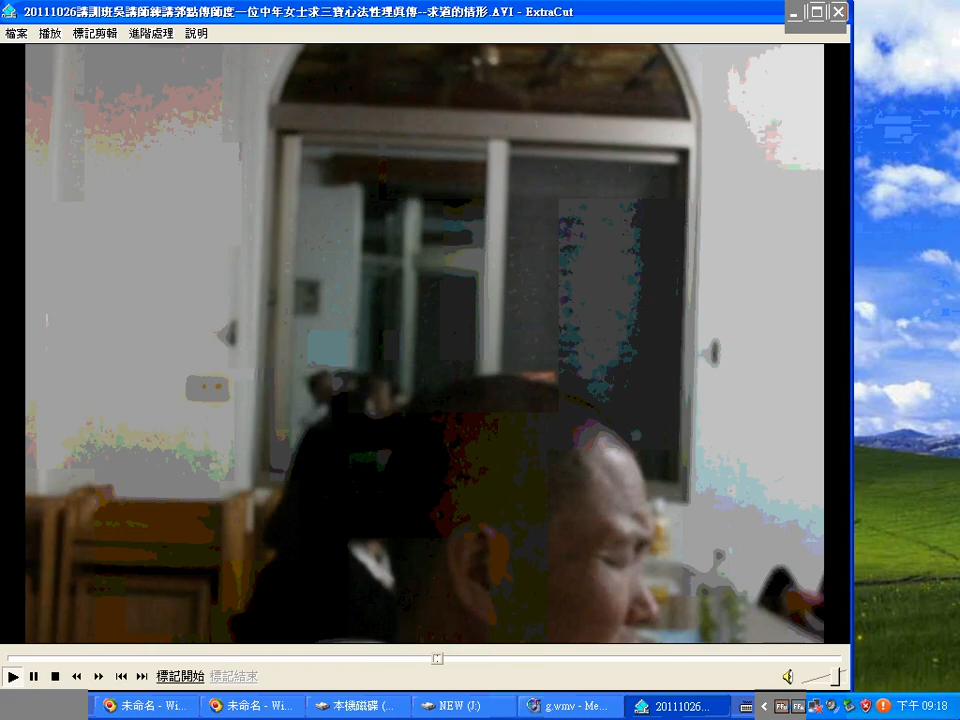 20111026講訓班吳講師練講郭點傳師度一位中年女士求三寶心法性理真傳--求道的情形.AVI - ExtraCut
檔案 播放 標記剪輯 進階處理 說明
標記開始 標記結束
未命名 - Wi... 未命名 - Wi... 本機磁碟 (... NEW (J:) g.wmv - Me... 20111026... 下午 09:18